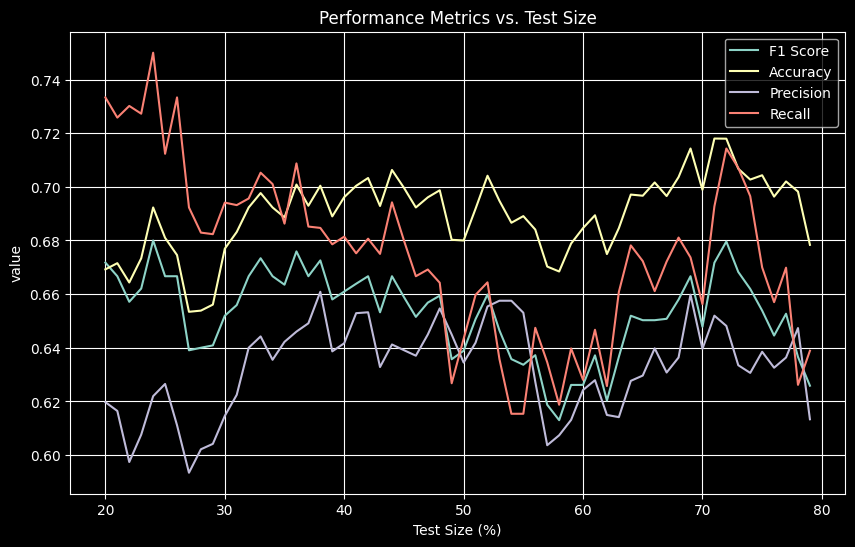 Performance Metrics vs. Test Size
F1 Score
Accuracy
Precision
Recall
value
0.74
0.72
0.70
0.68
0.66
0.64
0.62
0.60
20 30 40 50 60 70 80
Test Size (%)